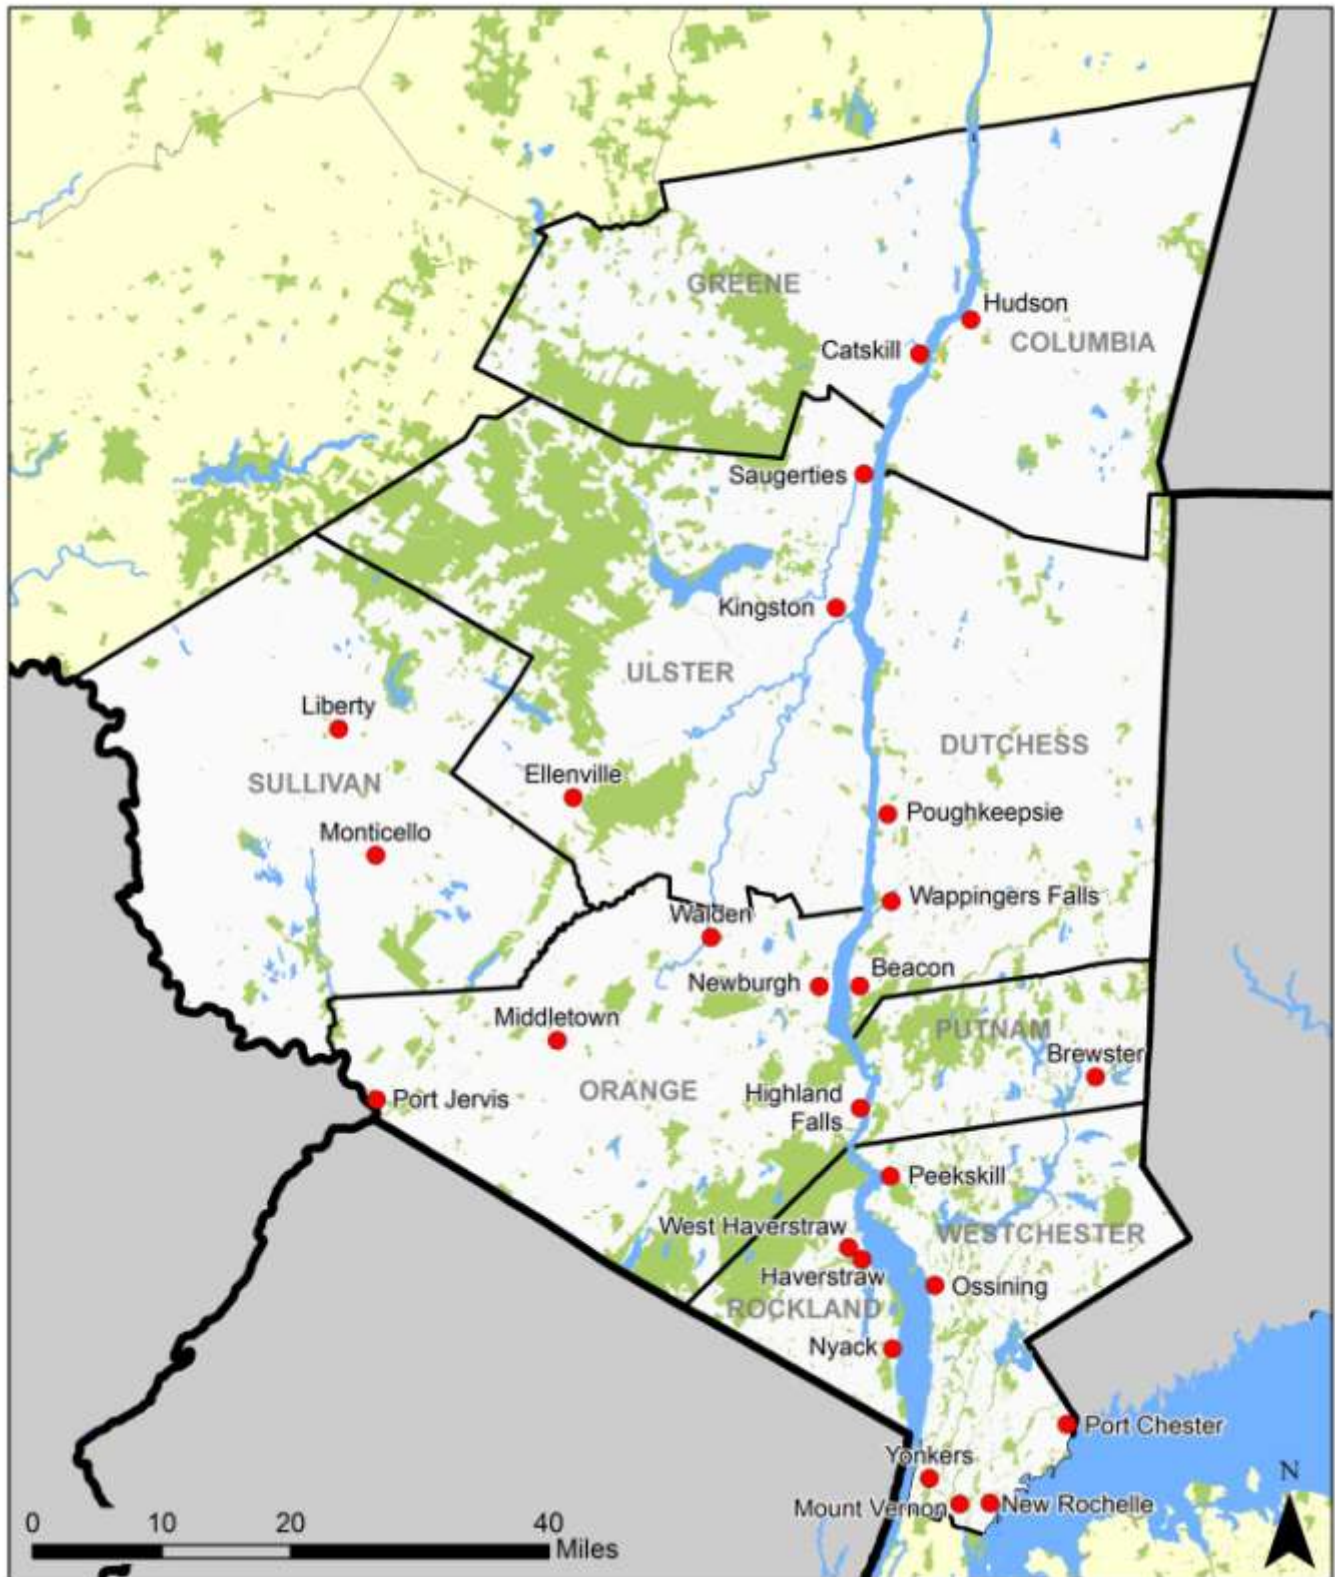 GREENE
Hudson
COLUMBIA
Catskill
Saugerties
Kingston
ULSTER
Liberty
DUTCHESS
SULLIVAN
Ellenville
Poughkeepsie
Monticello
Wappingers Falls
Walden
Beacon
Newburgh
Middletown
PUTNAM
Brewster
ORANGE
Highland
Falls
Port Jervis
Peekskill
West Haverstraw
WESTCHESTER
Haverstraw
Ossining
ROCKLAND
Nyack
Port Chester
Yonkers
N
Mount Vernon
New Rochelle
0 10 20 40
Miles